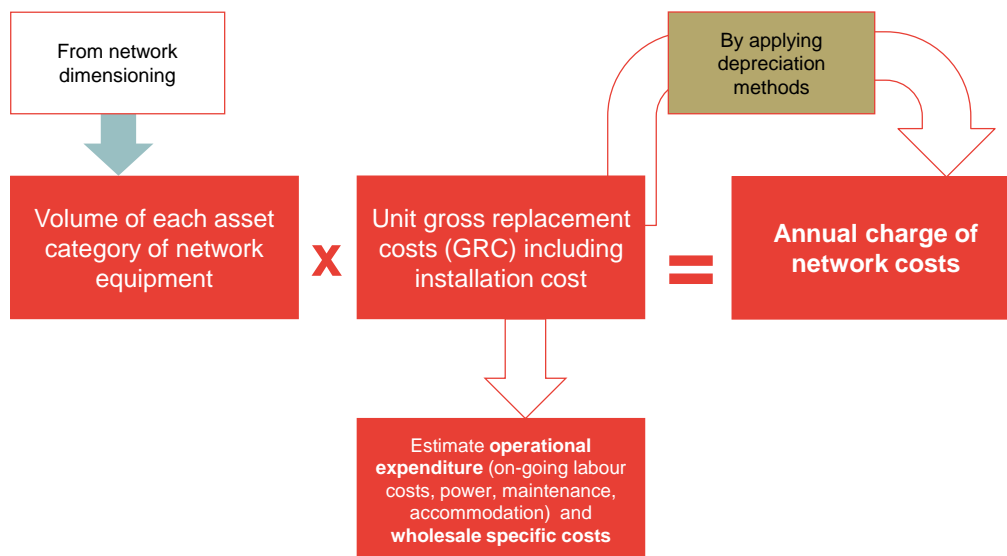 From network
dimensioning
By applying
depreciation
methods
Volume of each asset
category of network
equipment
x
Unit gross replacement
costs (GRC) including
installation cost
=
Annual charge of
network costs
Estimate operational
expenditure (on-going labour
costs, power, maintenance,
accommodation) and
wholesale specific costs